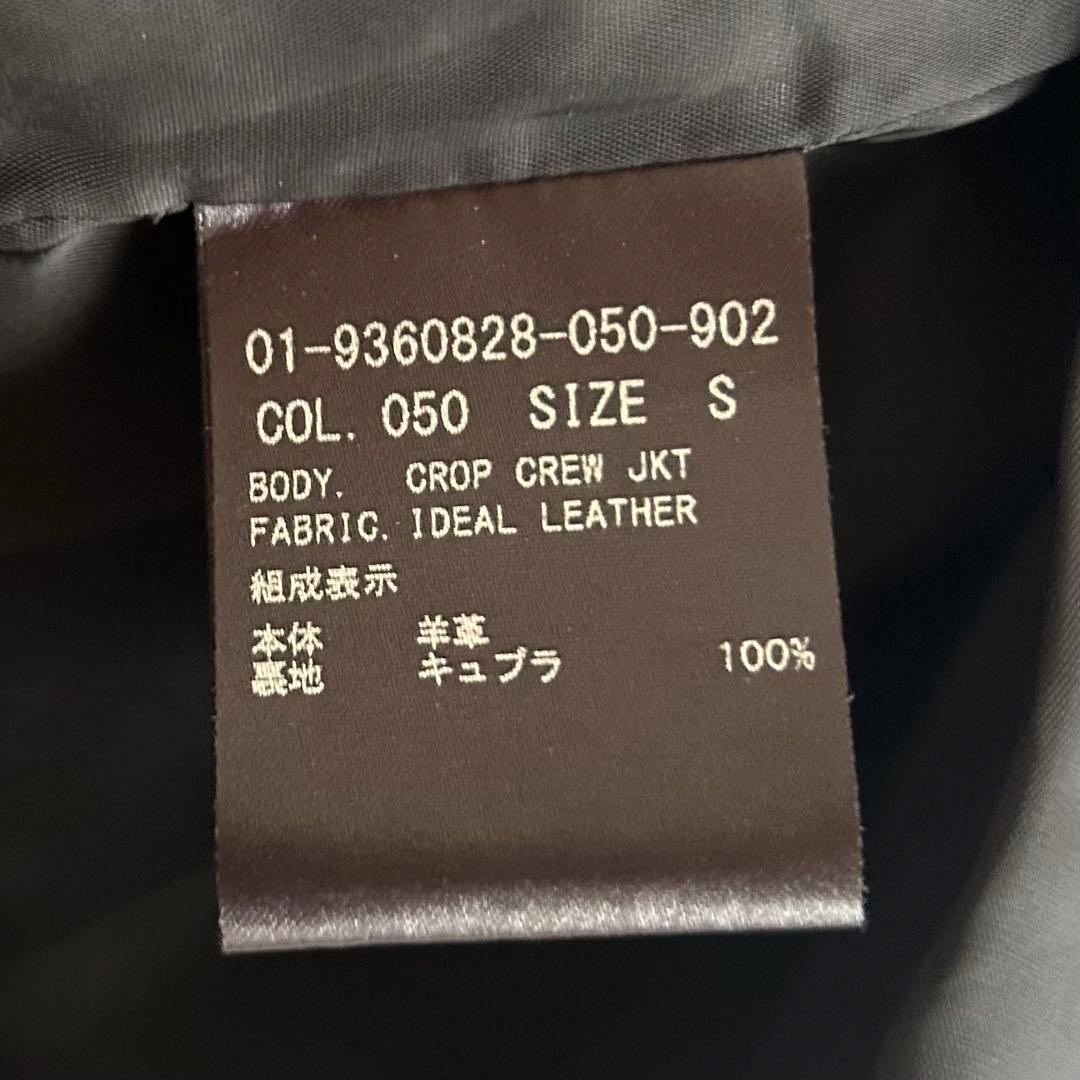 01-9360828-050-902
COL. 050 SIZE S
BODY. CROP CREW JKT
FABRIC. IDEAL LEATHER
組成表示
本体 羊革
裏地 キュプラ 100%